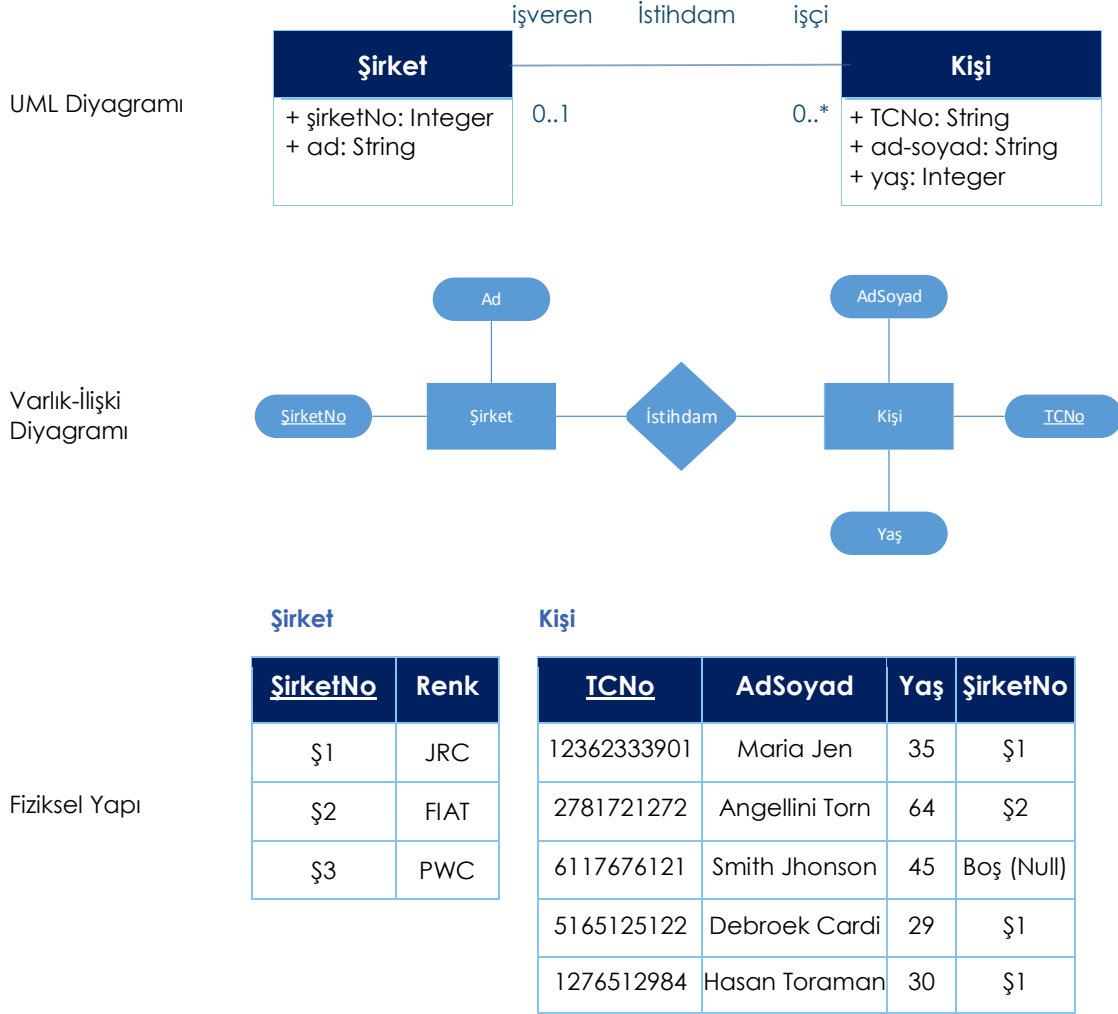 işveren İstihdam işçi
Şirket Kişi
UML Diyagramı
+ şirketNo: Integer
+ ad: String
0..1 0..*
+ TCNo: String
+ ad-soyad: String
+ yaş: Integer
Ad AdSoyad
Varlık-İlişki
Diyagramı
ŞirketNo Şirket İstihdam Kişi TCNo
Yaş
Şirket Kişi
ŞirketNo Renk TCNo AdSoyad Yaş ŞirketNo
Ş1 JRC 12362333901 Maria Jen 35 Ş1
Fiziksel Yapı
Ş2 FIAT 2781721272 Angellini Torn 64 Ş2
Ş3 PWC 6117676121 Smith Jhonson 45 Boş (Null)
5165125122 Debroek Cardi 29 Ş1
1276512984 Hasan Toraman 30 Ş1